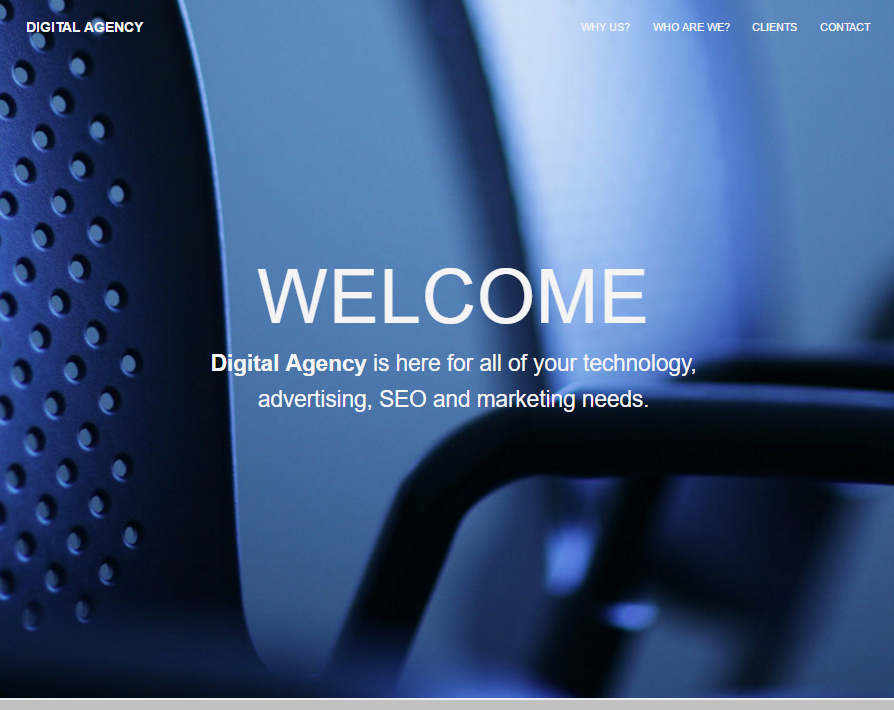 DIGITAL AGENCY
WHY US? WHO ARE WE? CLIENTS CONTACT
WELCOME
Digital Agency is here for all of your technology,
advertising, SEO and marketing needs.